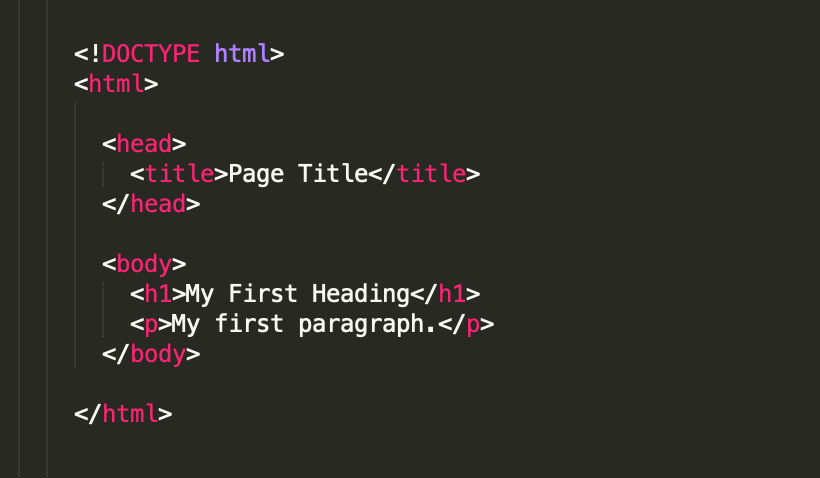 <!DOCTYPE html>
<html>
<head>
<title>Page Title</title>
</head>
<body>
<h1>My First Heading</h1>
<p>My first paragraph.</p>
</body>
</html>